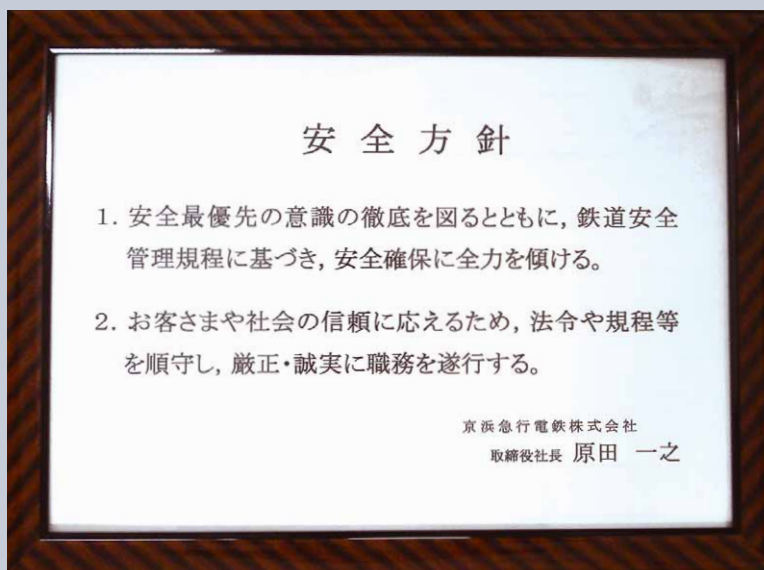 安全方針
1. 安全最優先の意識の徹底を図るとともに, 鉄道安全
管理規程に基づき, 安全確保に全力を傾ける。
2. お客さまや社会の信頼に応えるため, 法令や規程等
を順守し, 厳正・誠実に職務を遂行する。
京浜急行電鉄株式会社
取締役社長 原田 一之